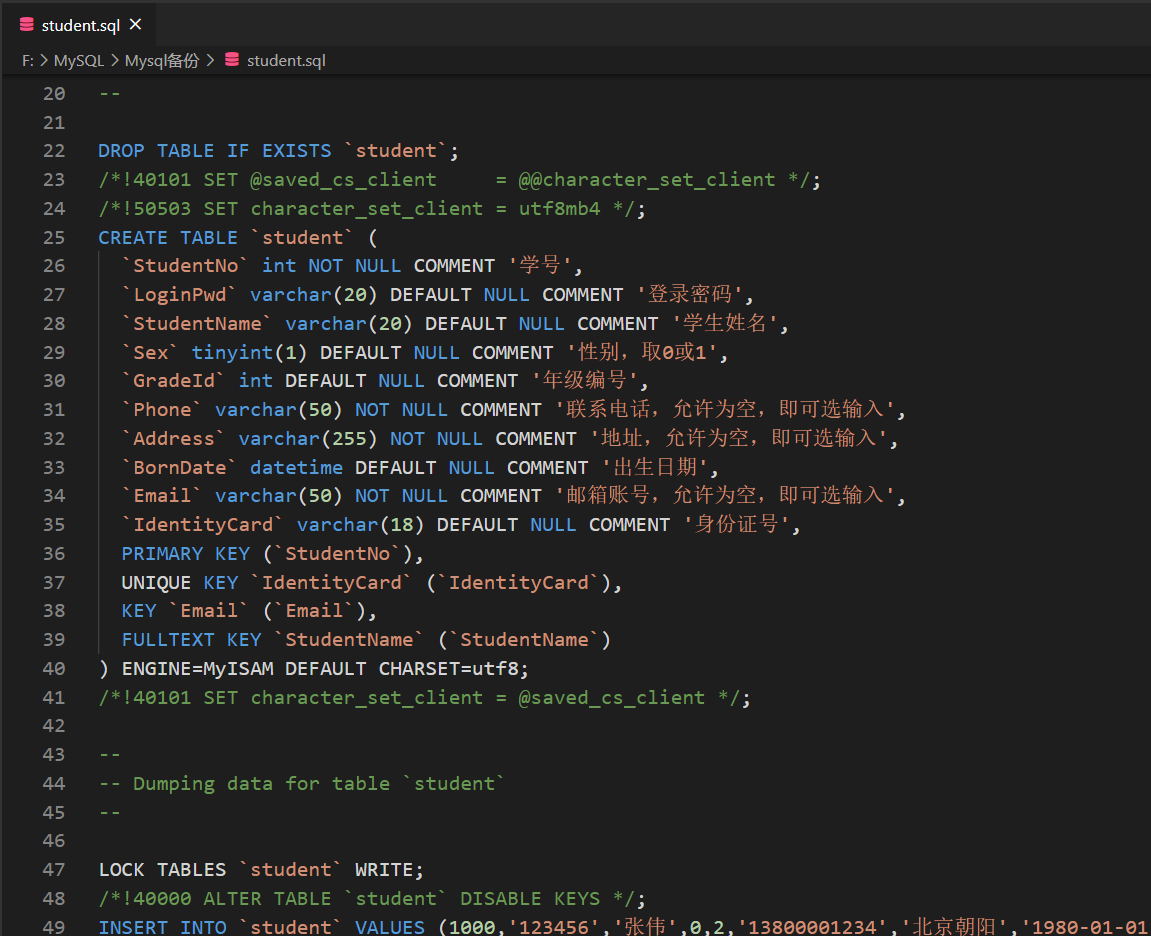 student.sql ×
F: > MySQL > Mysql备份 > student.sql
20 --
21
22 DROP TABLE IF EXISTS `student`;
23 /*!40101 SET @saved_cs_client     = @@character_set_client */;
24 /*!50503 SET character_set_client = utf8mb4 */;
25 CREATE TABLE `student` (
26   `StudentNo` int NOT NULL COMMENT '学号',
27   `LoginPwd` varchar(20) DEFAULT NULL COMMENT '登录密码',
28   `StudentName` varchar(20) DEFAULT NULL COMMENT '学生姓名',
29   `Sex` tinyint(1) DEFAULT NULL COMMENT '性别，取0或1',
30   `GradeId` int DEFAULT NULL COMMENT '年级编号',
31   `Phone` varchar(50) NOT NULL COMMENT '联系电话，允许为空，即可选输入',
32   `Address` varchar(255) NOT NULL COMMENT '地址，允许为空，即可选输入',
33   `BornDate` datetime DEFAULT NULL COMMENT '出生日期',
34   `Email` varchar(50) NOT NULL COMMENT '邮箱账号，允许为空，即可选输入',
35   `IdentityCard` varchar(18) DEFAULT NULL COMMENT '身份证号',
36   PRIMARY KEY (`StudentNo`),
37   UNIQUE KEY `IdentityCard` (`IdentityCard`),
38   KEY `Email` (`Email`),
39   FULLTEXT KEY `StudentName` (`StudentName`)
40 ) ENGINE=MyISAM DEFAULT CHARSET=utf8;
41 /*!40101 SET character_set_client = @saved_cs_client */;
42
43 --
44 -- Dumping data for table `student`
45 --
46
47 LOCK TABLES `student` WRITE;
48 /*!40000 ALTER TABLE `student` DISABLE KEYS */;
49 INSERT INTO `student` VALUES (1000,'123456','张伟',0,2,'13800001234','北京朝阳','1980-01-01